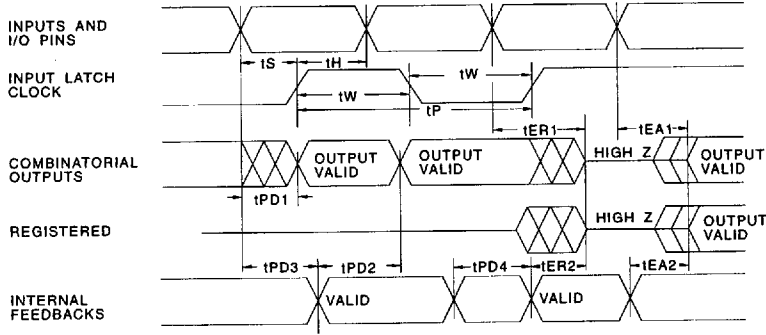 INPUTS AND
I/O PINS
tS
tH
INPUT LATCH
CLOCK
tW
tW
tP
tER1
tEA1
COMBINATORIAL
OUTPUTS
OUTPUT
VALID
OUTPUT
VALID
HIGH Z
OUTPUT
VALID
tPD1
REGISTERED
HIGH Z
OUTPUT
VALID
tPD3
tPD2
tPD4
tER2
tEA2
INTERNAL
FEEDBACKS
VALID
VALID